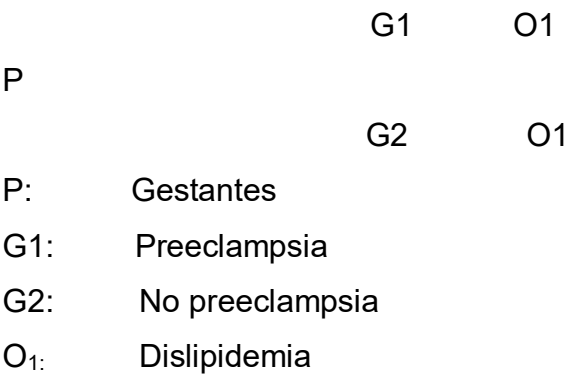 G1 O1
P
G2 O1
P: Gestantes
G1: Preeclampsia
G2: No preeclampsia
O1: Dislipidemia